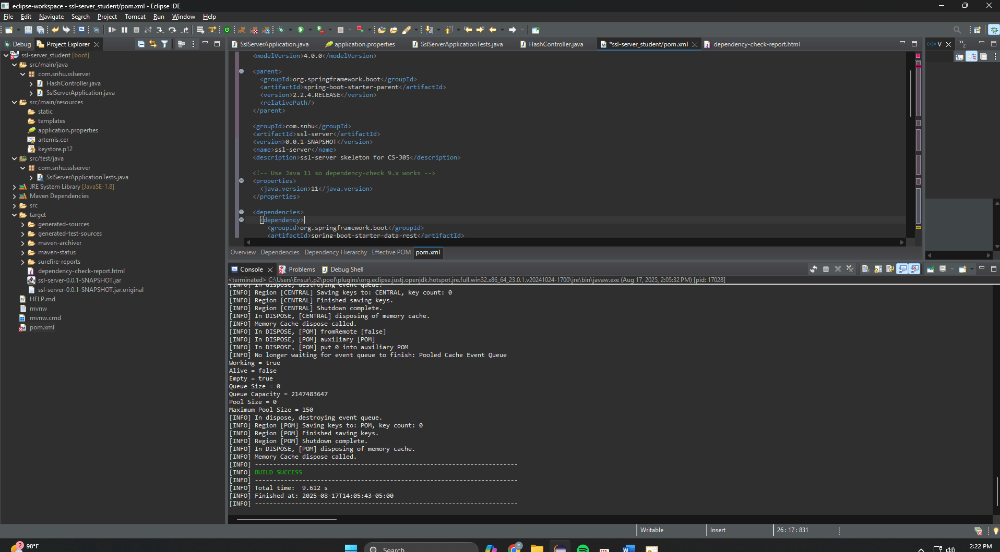 eclipse-workspace - ssl-server_student/pom.xml - Eclipse IDE
File Edit Navigate Search Project Tomcat Run Window Help
Debug Project Explorer
SslServerApplication.java application.properties SslServerApplicationTests.java HashController.java *ssl-server_student/pom.xml dependency-check-report.html
(x)= V 2
ssl-server_student [boot]
src/main/java
com.snhu.sslserver
HashController.java
SslServerApplication.java
src/main/resources
static
templates
application.properties
artemis.cer
keystore.p12
src/test/java
com.snhu.sslserver
SslServerApplicationTests.java
JRE System Library [JavaSE-1.8]
Maven Dependencies
src
target
generated-sources
generated-test-sources
maven-archiver
maven-status
surefire-reports
dependency-check-report.html
ssl-server-0.0.1-SNAPSHOT.jar
ssl-server-0.0.1-SNAPSHOT.jar.original
HELP.md
mvnw
mvnw.cmd
pom.xml
<modelVersion>4.0.0</modelVersion>
<parent>
<groupId>org.springframework.boot</groupId>
<artifactId>spring-boot-starter-parent</artifactId>
<version>2.2.4.RELEASE</version>
<relativePath/>
</parent>
<groupId>com.snhu</groupId>
<artifactId>ssl-server</artifactId>
<version>0.0.1-SNAPSHOT</version>
<name>ssl-server</name>
<description>ssl-server skeleton for CS-305</description>
<!-- Use Java 11 so dependency-check 9.x works -->
<properties>
<java.version>11</java.version>
</properties>
<dependencies>
<dependency>
<groupId>org.springframework.boot</groupId>
<artifactId>spring-boot-starter-data-rest</artifactId>
Overview Dependencies Dependency Hierarchy Effective POM pom.xml
Console Problems Debug Shell
<terminated> C:\Users\Ensur\.p2\pool\plugins\org.eclipse.justj.openjdk.hotspot.jre.full.win32.x86_64_23.0.1.v20241024-1700\jre\bin\javaw.exe (Aug 17, 2025, 2:05:32 PM) [pid: 17028]
[INFO] In dispose, destroying event queue.
[INFO] Region [CENTRAL] Saving keys to: CENTRAL, key count: 0
[INFO] Region [CENTRAL] Finished saving keys.
[INFO] Region [CENTRAL] Shutdown complete.
[INFO] In DISPOSE, [CENTRAL] disposing of memory cache.
[INFO] Memory Cache dispose called.
[INFO] In DISPOSE, [POM] fromRemote [false]
[INFO] In DISPOSE, [POM] auxiliary [POM]
[INFO] In DISPOSE, [POM] put 0 into auxiliary POM
[INFO] No longer waiting for event queue to finish: Pooled Cache Event Queue
Working = true
Alive = false
Empty = true
Queue Size = 0
Queue Capacity = 2147483647
Pool Size = 0
Maximum Pool Size = 150
[INFO] In dispose, destroying event queue.
[INFO] Region [POM] Saving keys to: POM, key count: 0
[INFO] Region [POM] Finished saving keys.
[INFO] Region [POM] Shutdown complete.
[INFO] In DISPOSE, [POM] disposing of memory cache.
[INFO] Memory Cache dispose called.
[INFO] ------------------------------------------------------------------------
[INFO] BUILD SUCCESS
[INFO] ------------------------------------------------------------------------
[INFO] Total time:  9.612 s
[INFO] Finished at: 2025-08-17T14:05:43-05:00
[INFO] ------------------------------------------------------------------------
Writable Insert 26 : 17 : 831
2 98°F
Search
E
2:22 PM